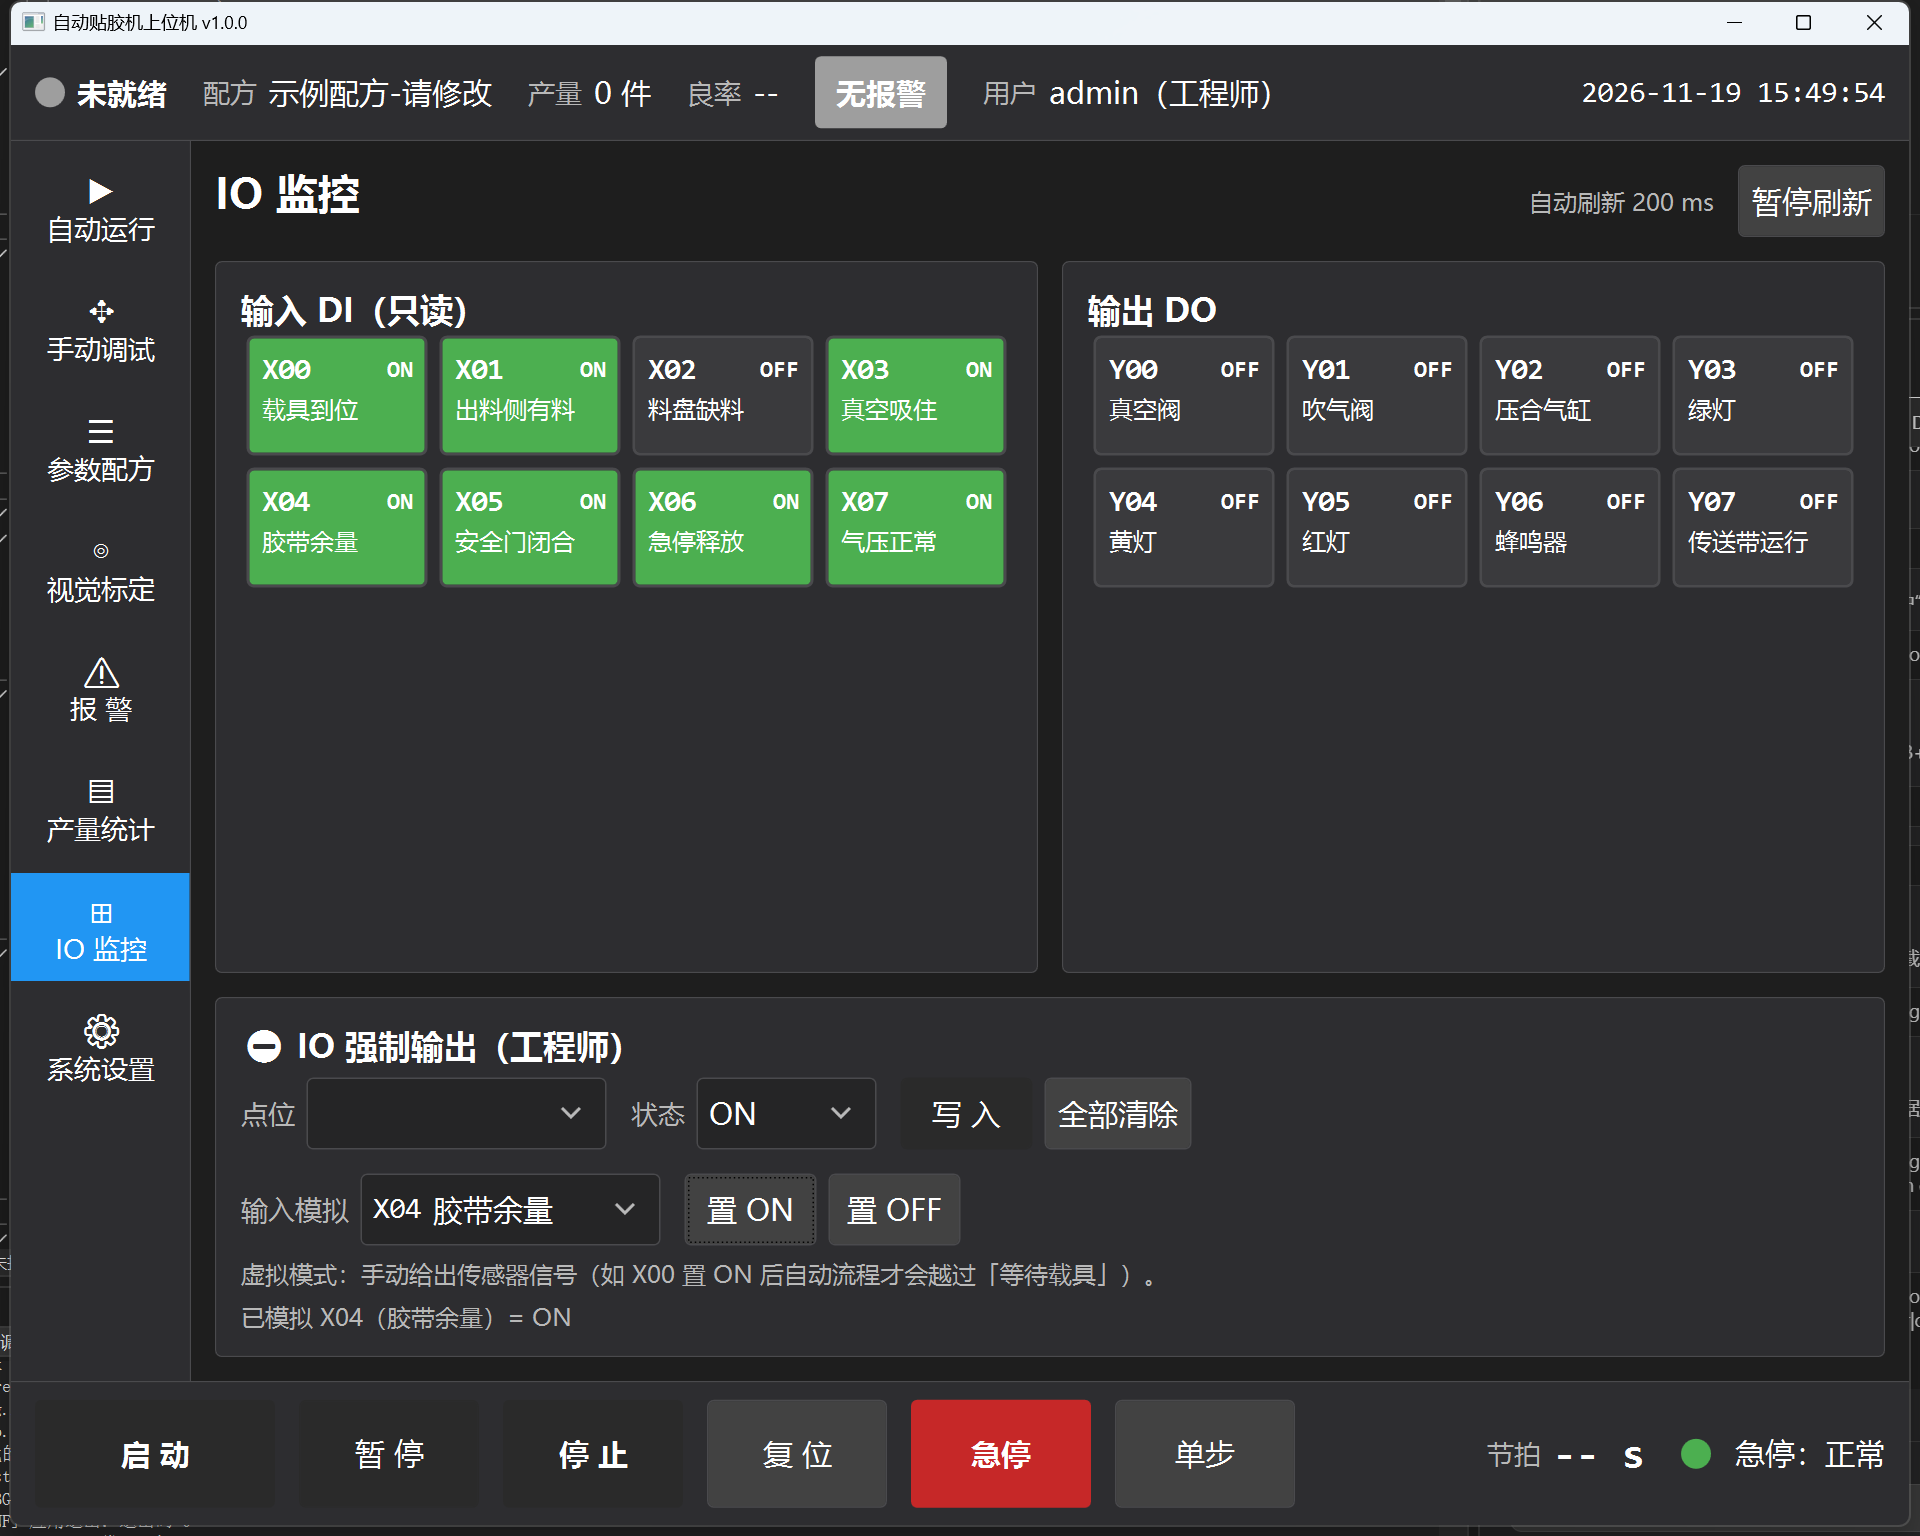 自动贴胶机上位机 v1.0.0
未就绪 配方 示例配方-请修改 产量 0 件 良率 -- 无报警 用户 admin（工程师） 2026-11-19 15:49:54
自动运行
手动调试
参数配方
视觉标定
报 警
产量统计
IO 监控
系统设置
IO 监控
自动刷新 200 ms 暂停刷新
输入 DI（只读）
X00 ON
载具到位
X01 ON
出料侧有料
X02 OFF
料盘缺料
X03 ON
真空吸住
X04 ON
胶带余量
X05 ON
安全门闭合
X06 ON
急停释放
X07 ON
气压正常
输出 DO
Y00 OFF
真空阀
Y01 OFF
吹气阀
Y02 OFF
压合气缸
Y03 OFF
绿灯
Y04 OFF
黄灯
Y05 OFF
红灯
Y06 OFF
蜂鸣器
Y07 OFF
传送带运行
IO 强制输出（工程师）
点位 状态 ON 写 入 全部清除
输入模拟 X04 胶带余量 置 ON 置 OFF
虚拟模式：手动给出传感器信号（如 X00 置 ON 后自动流程才会越过「等待载具」）。
已模拟 X04（胶带余量）= ON
启 动 暂 停 停 止 复 位 急停 单步 节拍 -- s 急停：正常